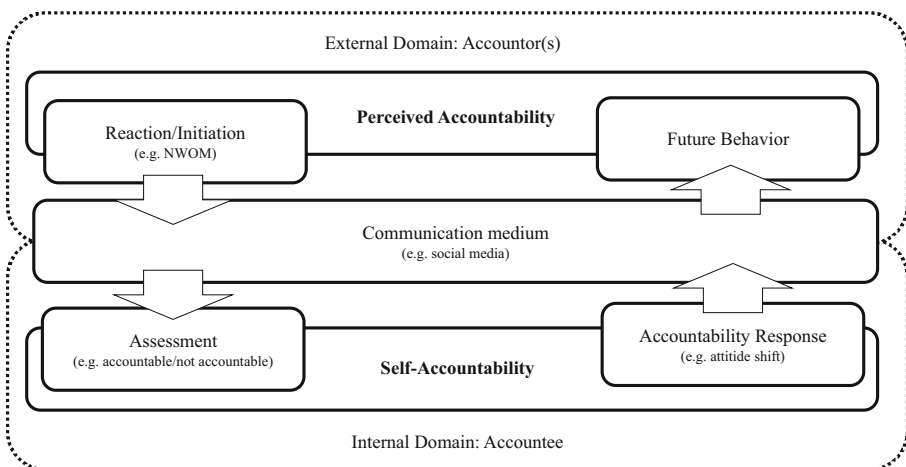 External Domain: Accountor(s)
Perceived Accountability
Reaction/Initiation
(e.g. NWOM)
Future Behavior
Communication medium
(e.g. social media)
Assessment
(e.g. accountable/not accountable)
Accountability Response
(e.g. attitide shift)
Self-Accountability
Internal Domain: Accountee